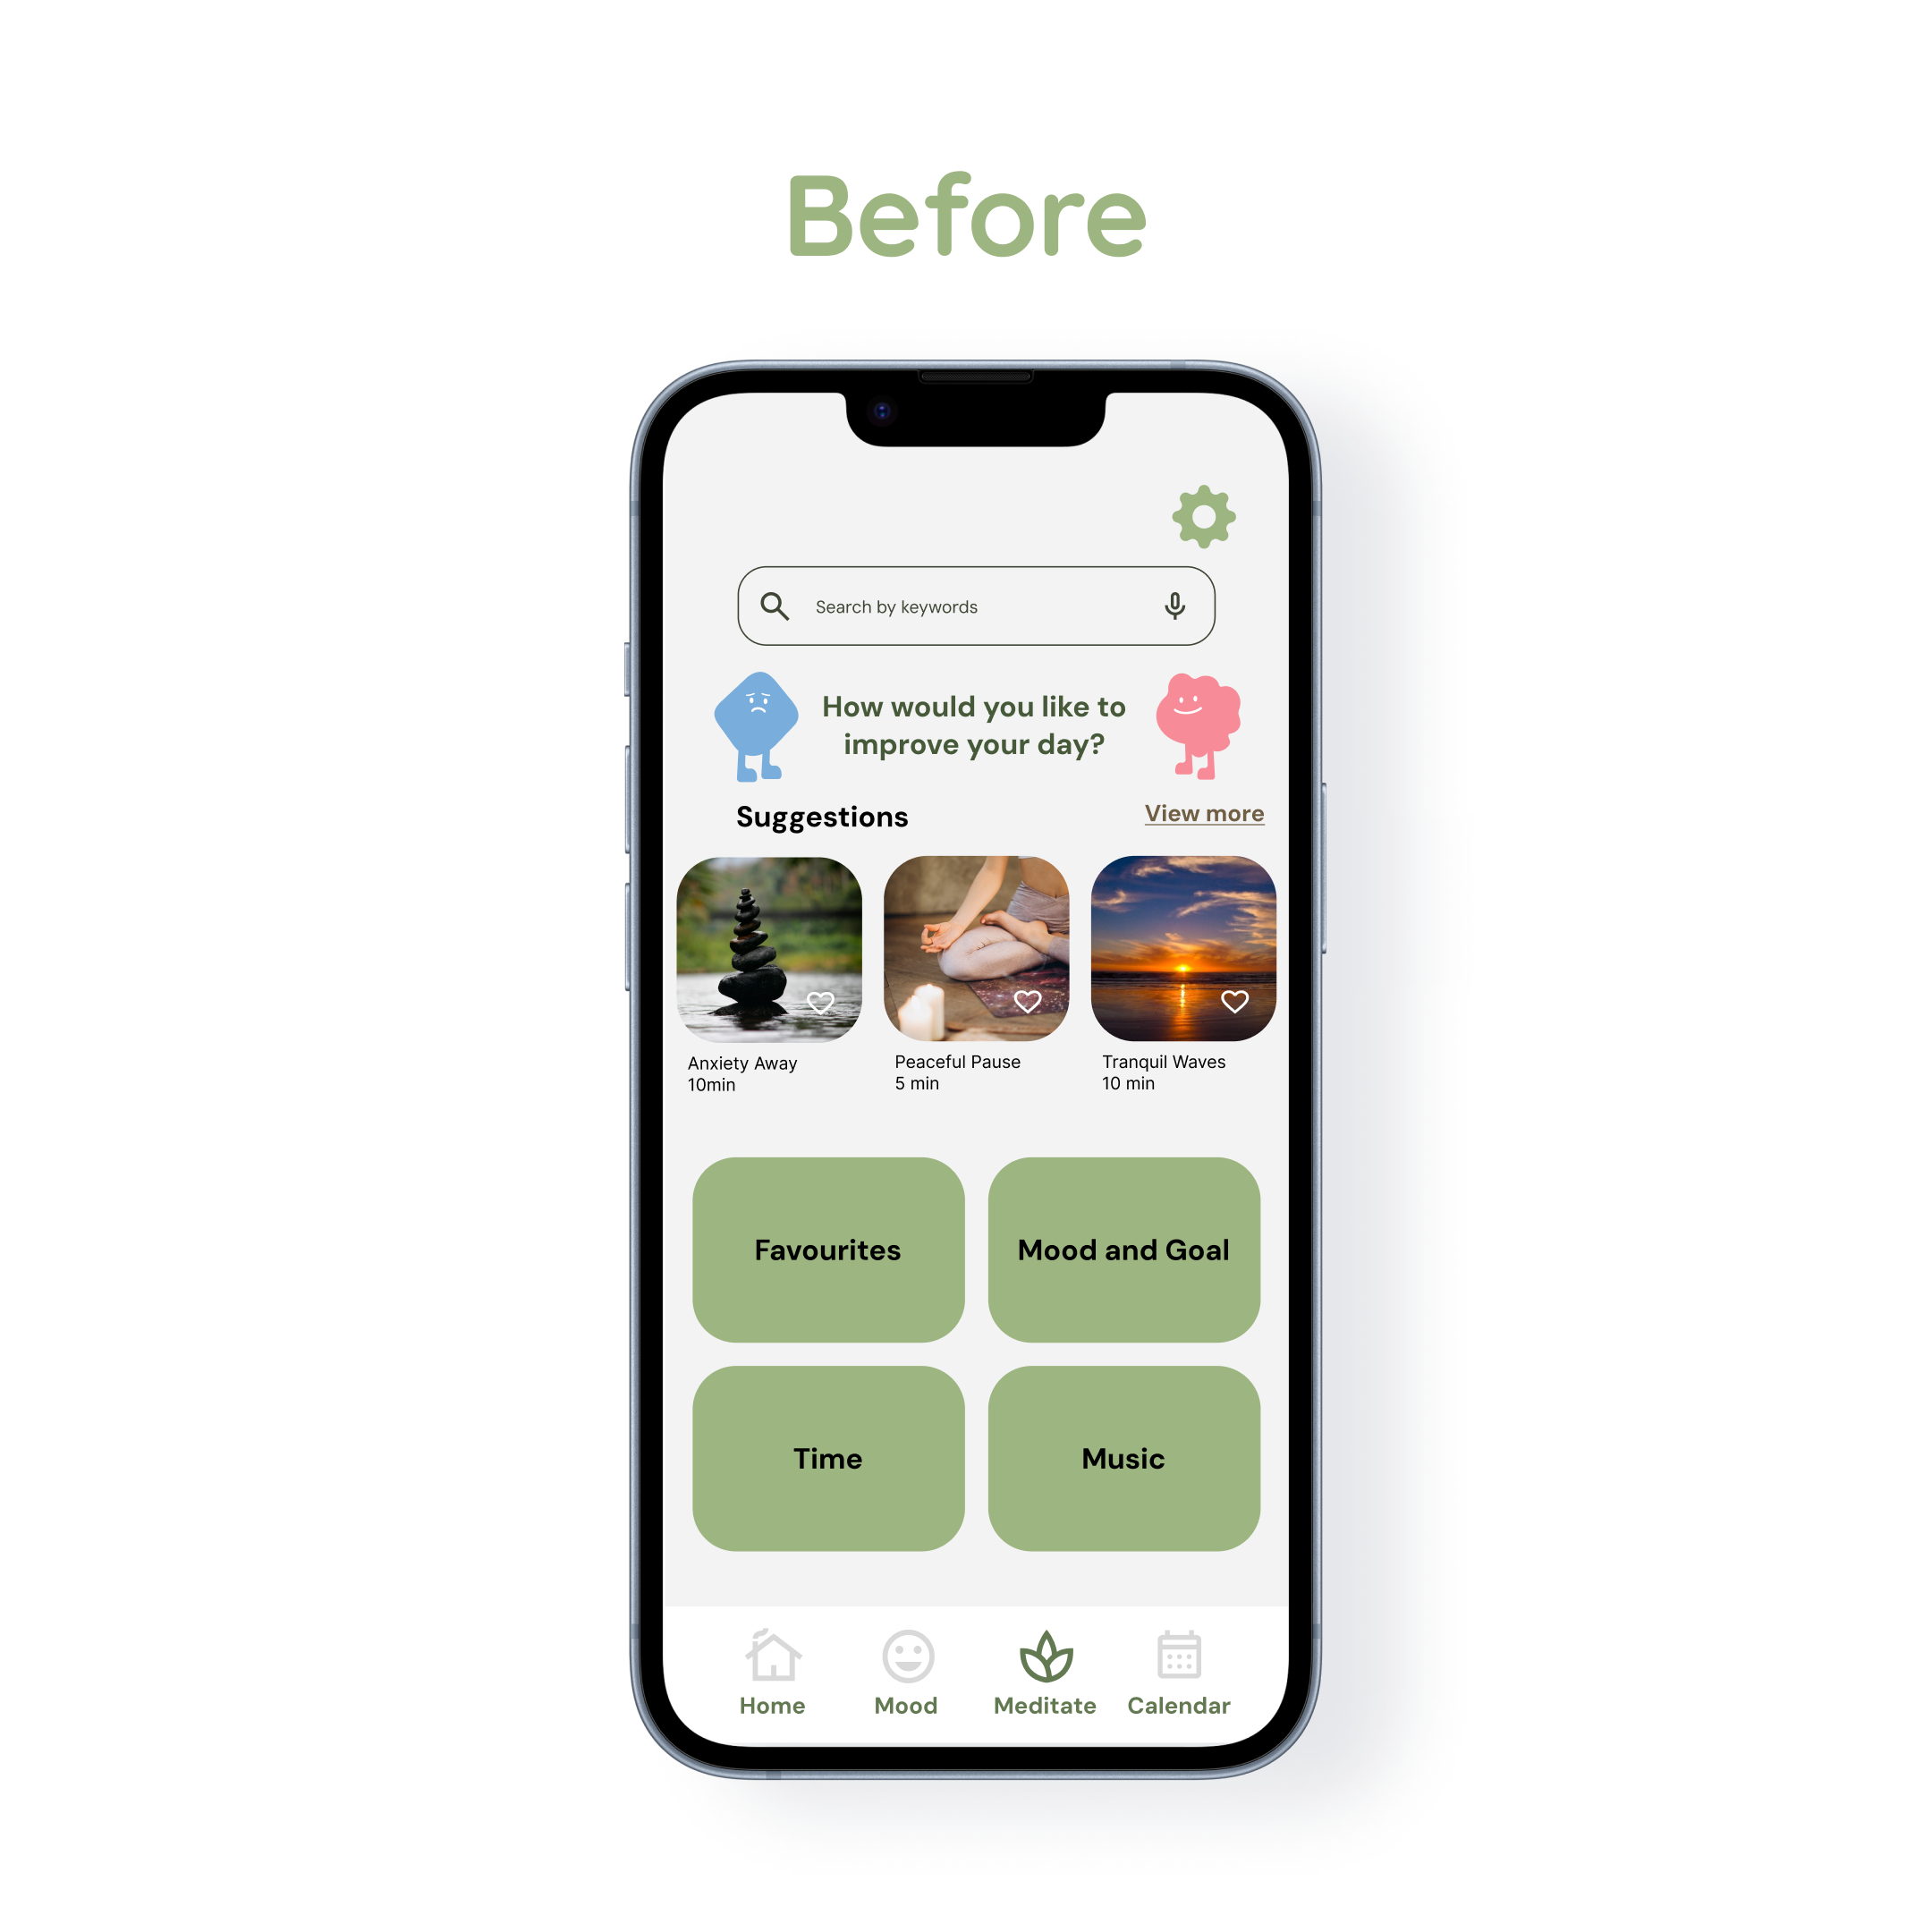 Before
Search by keywords
How would you like to
improve your day?
Suggestions
View more
Anxiety Away
10min
Peaceful Pause
5 min
Tranquil Waves
10 min
Favourites
Mood and Goal
Time
Music
Home
Mood
Meditate
Calendar